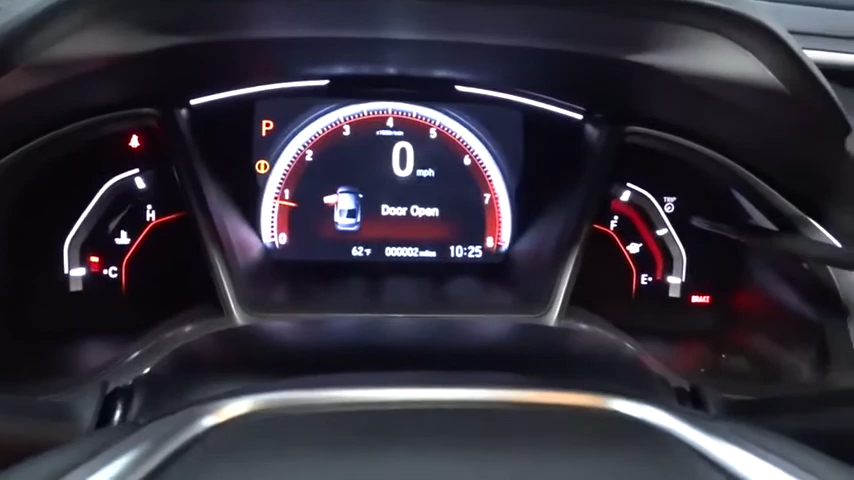 P
0 1 2 3 4 5 6 7 8
0 mph
Door Open
62°F 000002 miles 10:25
H
C
TRIP
F
E
BRAKE